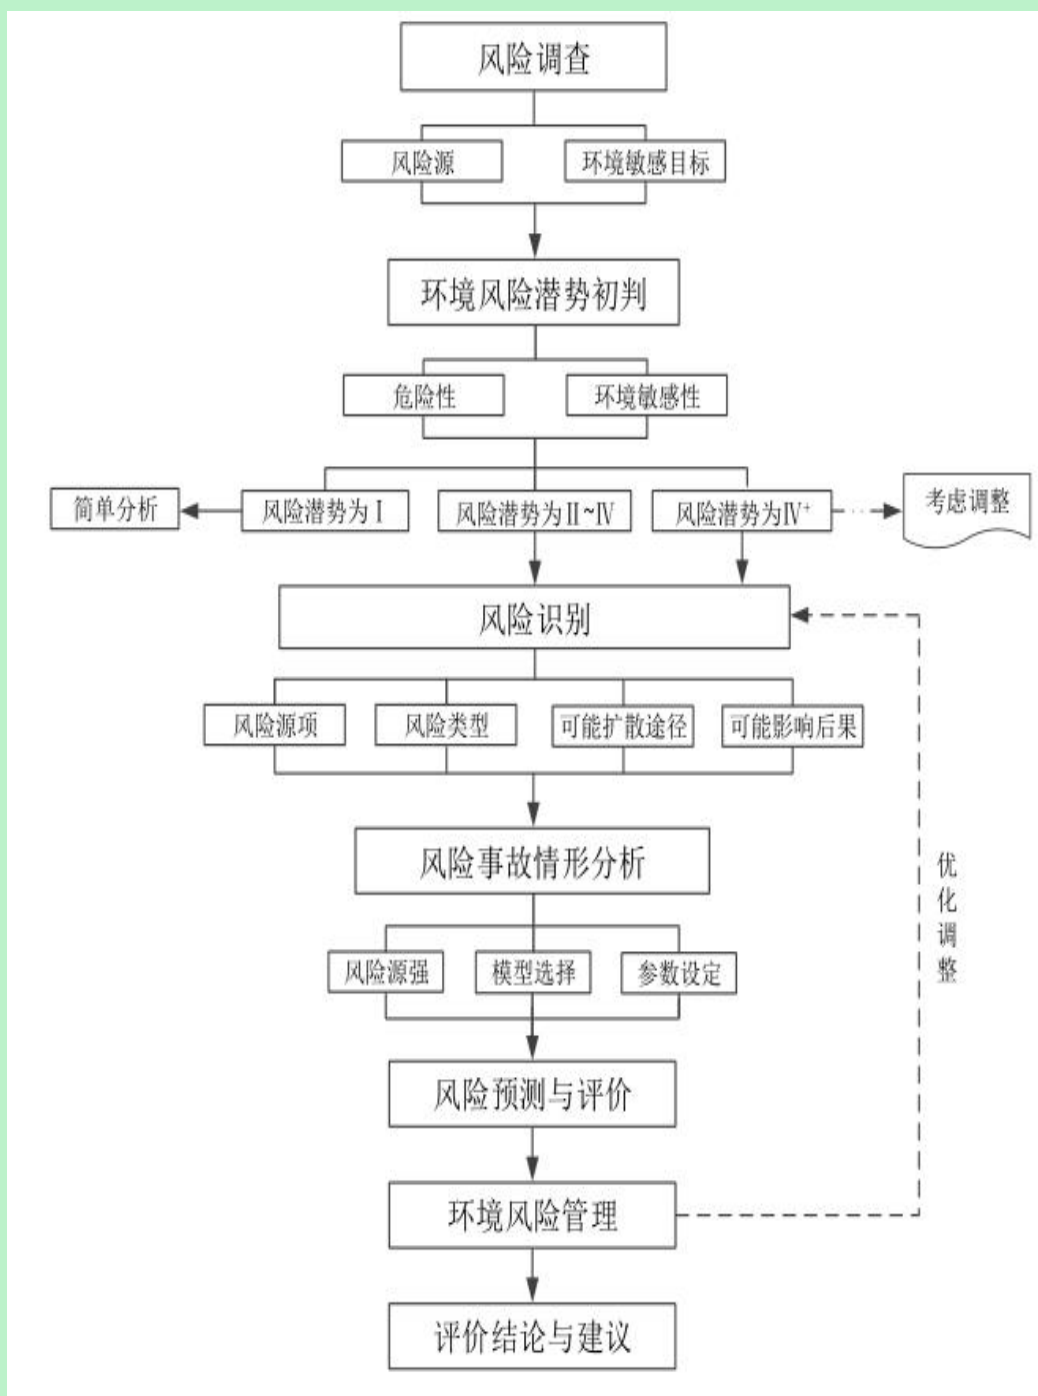 风险调查
风险源
环境敏感目标
环境风险潜势初判
危险性
环境敏感性
简单分析
风险潜势为Ⅰ
风险潜势为Ⅱ~Ⅳ
风险潜势为Ⅳ⁺
考虑调整
风险识别
风险源项
风险类型
可能扩散途径
可能影响后果
风险事故情形分析
优化调整
风险源强
模型选择
参数设定
风险预测与评价
环境风险管理
评价结论与建议